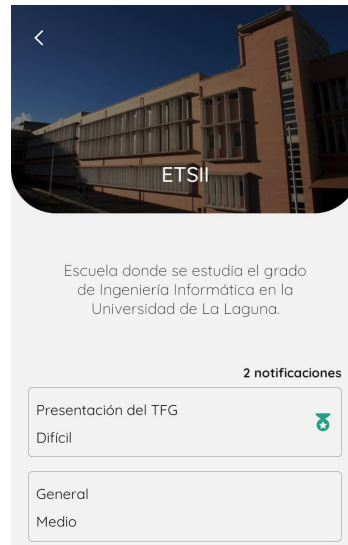 ETSII
Escuela donde se estudia el grado
de Ingeniería Informática en la
Universidad de La Laguna.
2 notificaciones
Presentación del TFG
Difícil
General
Medio